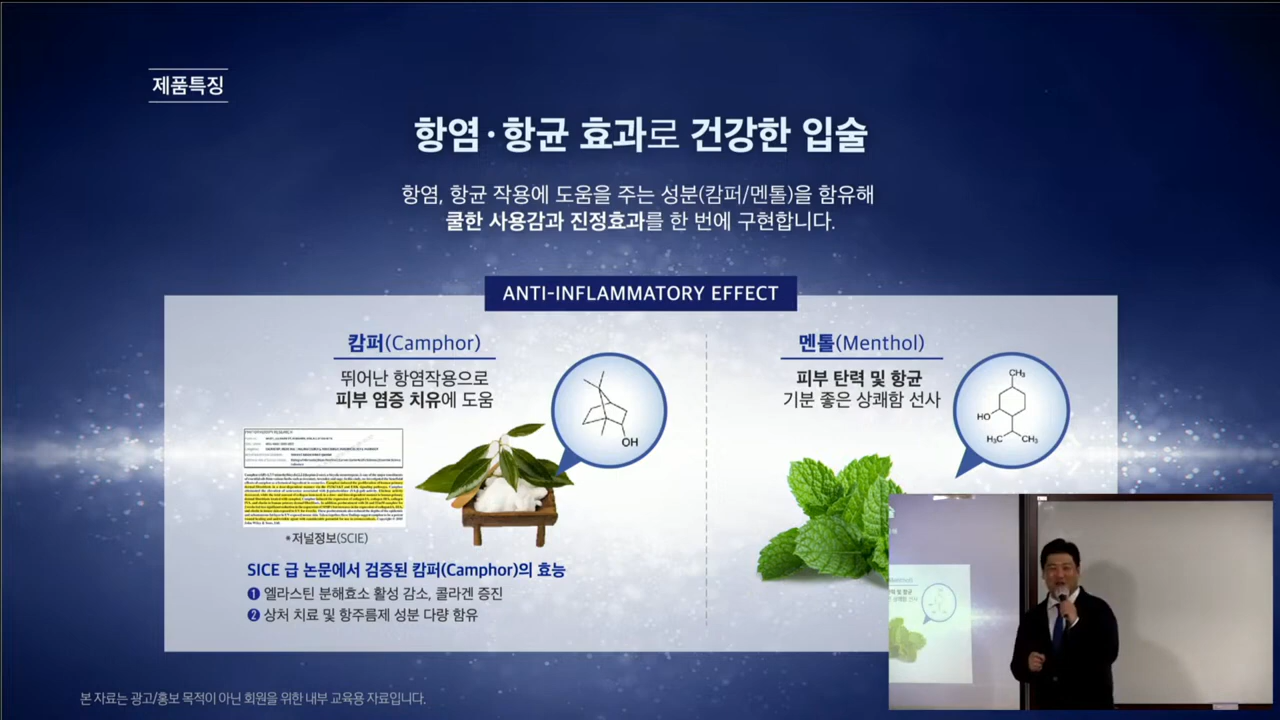 제품특징
항염·항균 효과로 건강한 입술
항염, 항균 작용에 도움을 주는 성분(캄퍼/멘톨)을 함유해
쿨한 사용감과 진정효과를 한 번에 구현합니다.
ANTI-INFLAMMATORY EFFECT
캄퍼(Camphor)
뛰어난 항염작용으로
피부 염증 치유에 도움
OH
*저널정보(SCIE)
SICE 급 논문에서 검증된 캄퍼(Camphor)의 효능
1 엘라스틴 분해효소 활성 감소, 콜라겐 증진
2 상처 치료 및 항주름제 성분 다량 함유
멘톨(Menthol)
피부 탄력 및 항균
기분 좋은 상쾌함 선사
CH₃
HO
H₃C CH₃
본 자료는 광고/홍보 목적이 아닌 회원을 위한 내부 교육용 자료입니다.